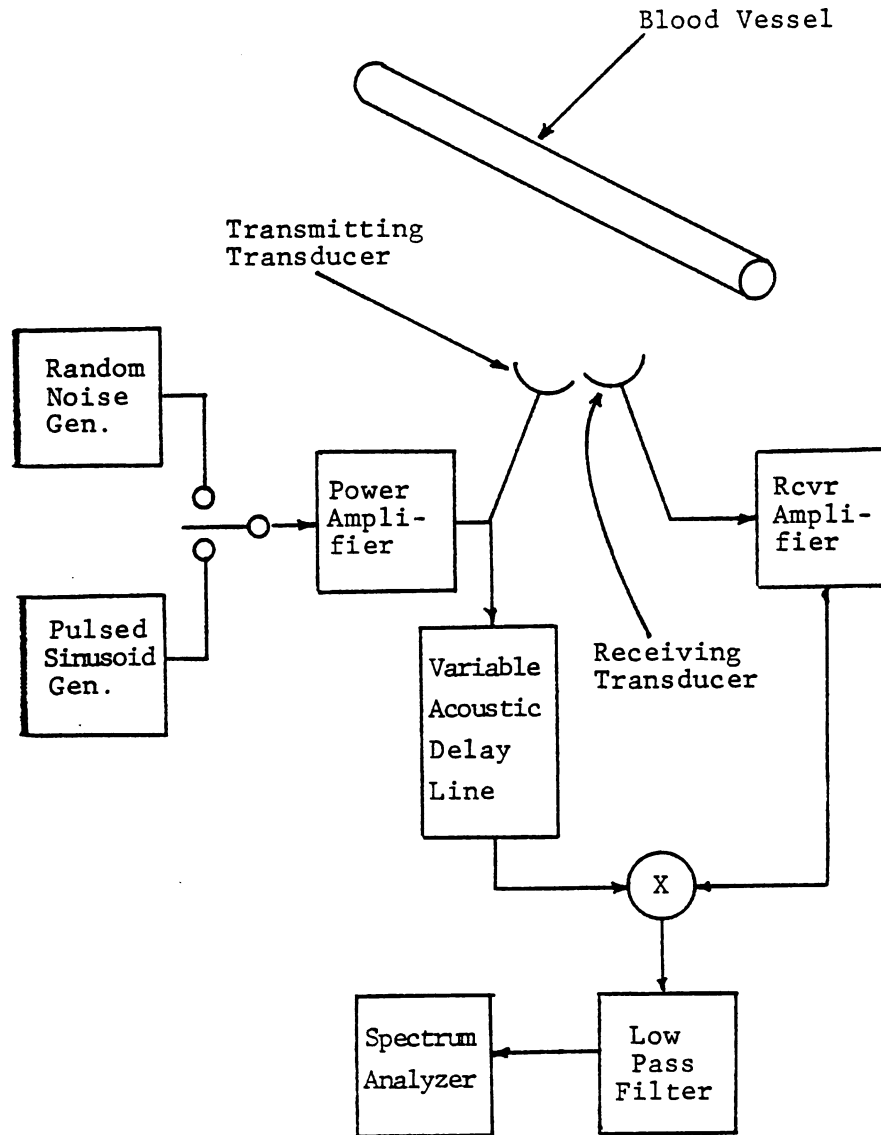 Blood Vessel
Transmitting
Transducer
Random
Noise
Gen.
Power
Ampli-
fier
Rcvr
Ampli-
fier
Pulsed
Sinusoid
Gen.
Variable
Acoustic
Delay
Line
Receiving
Transducer
X
Spectrum
Analyzer
Low
Pass
Filter